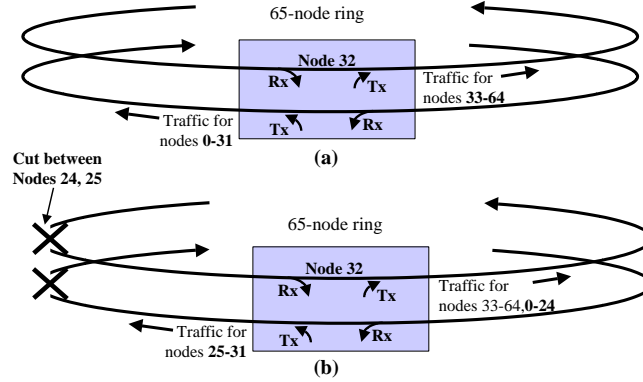 65-node ring
Node 32
Rx
Tx
Traffic for
nodes 33-64
Traffic for
nodes 0-31
Tx
Rx
(a)
Cut between
Nodes 24, 25
65-node ring
Node 32
Rx
Tx
Traffic for
nodes 33-64,0-24
Traffic for
nodes 25-31
Tx
Rx
(b)